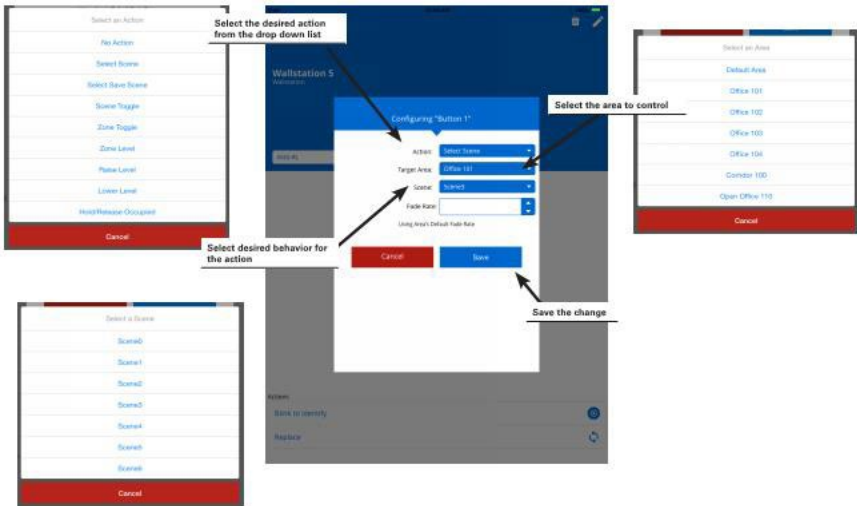 Select an Action
No Action
Select Scene
Select Save Scene
Scene Toggle
Zone Toggle
Zone Level
Raise Level
Lower Level
Hold/Release Occupied
Cancel
Select the desired action
from the drop down list
Wallstation 5
Wallstation
Configuring "Button 1"
Action:
Select Scene
Target Area:
Office 101
Scene:
Fade Rate:
Using Area's Default Fade Rate
Cancel
Save
Select the area to control
Select desired behavior for
the action
Save the change
Actions
Blink to Identify
Replace
Select an Area
Default Area
Office 101
Office 102
Office 103
Office 104
Corridor 100
Open Office 110
Cancel
Select a Scene
Scene0
Scene1
Scene2
Scene3
Scene4
Scene5
Scene6
Cancel